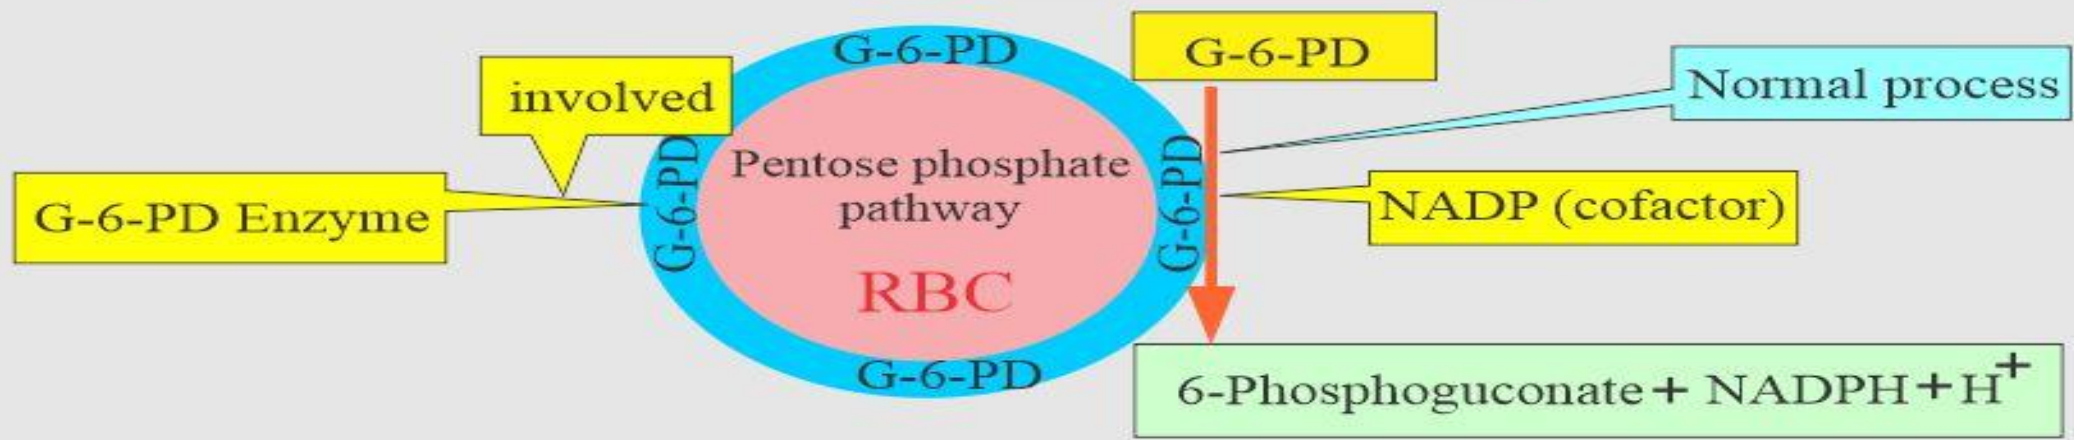 G-6-PD
G-6-PD
involved
Normal process
G-6-PD
Pentose phosphate
pathway
G-6-PD
NADP (cofactor)
G-6-PD Enzyme
RBC
G-6-PD
6-Phosphoguconate + NADPH + H+